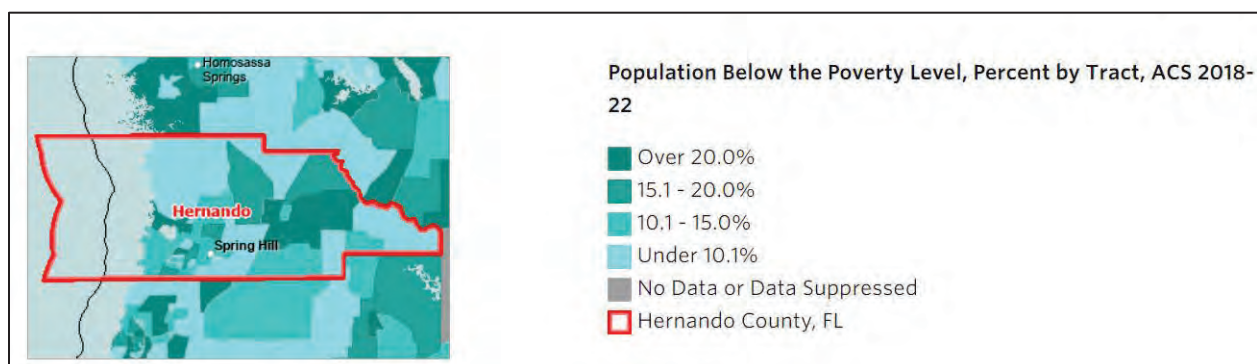 Homosassa
Springs
Hernando
Spring Hill
Population Below the Poverty Level, Percent by Tract, ACS 2018-
22
Over 20.0%
15.1 - 20.0%
10.1 - 15.0%
Under 10.1%
No Data or Data Suppressed
Hernando County, FL